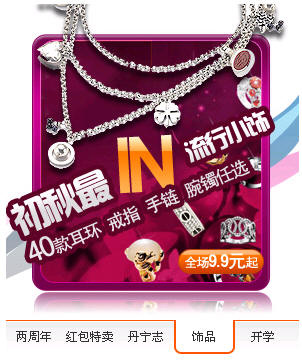 初秋最IN流行小饰
40款耳环 戒指 手链 腕镯任选
全场9.9元起
两周年 红包特卖 丹宁志 饰品 开学